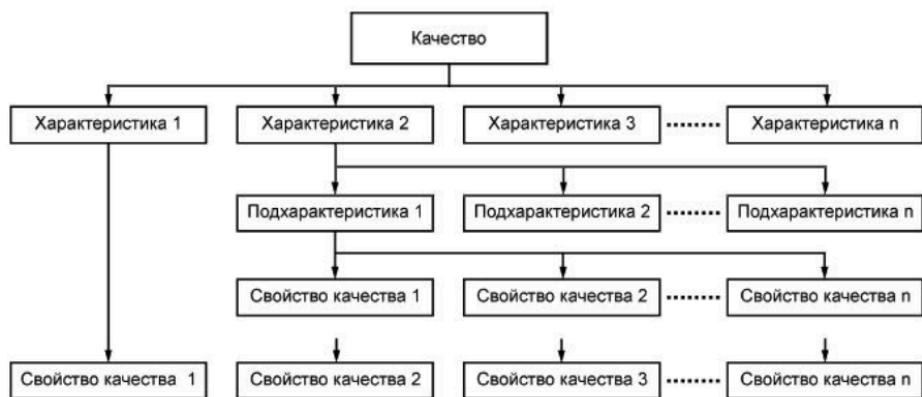 Качество
Характеристика 1
Характеристика 2
Характеристика 3
Характеристика n
Подхарактеристика 1
Подхарактеристика 2
Подхарактеристика n
Свойство качества 1
Свойство качества 2
Свойство качества n
Свойство качества 1
Свойство качества 2
Свойство качества 3
Свойство качества n